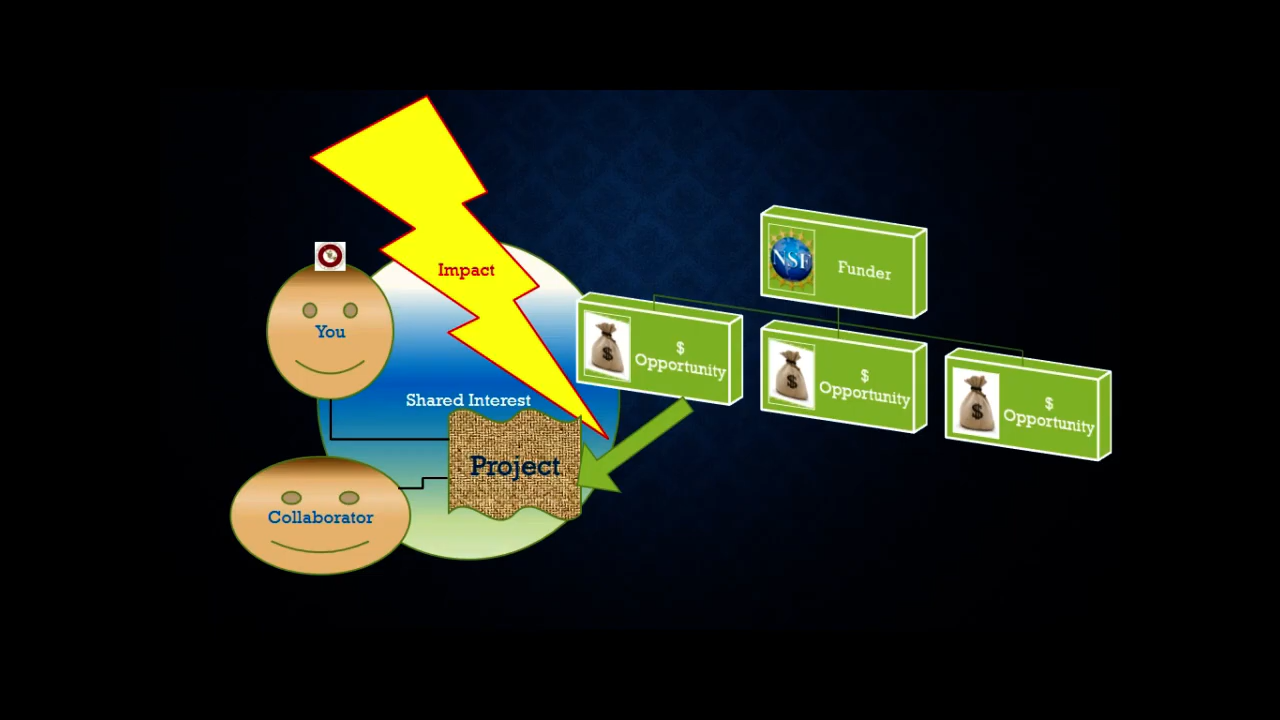 Impact
You
Shared Interest
Project
Collaborator
NSF
Funder
$
Opportunity
$
Opportunity
$
Opportunity